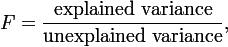 F = explained variance / unexplained variance,